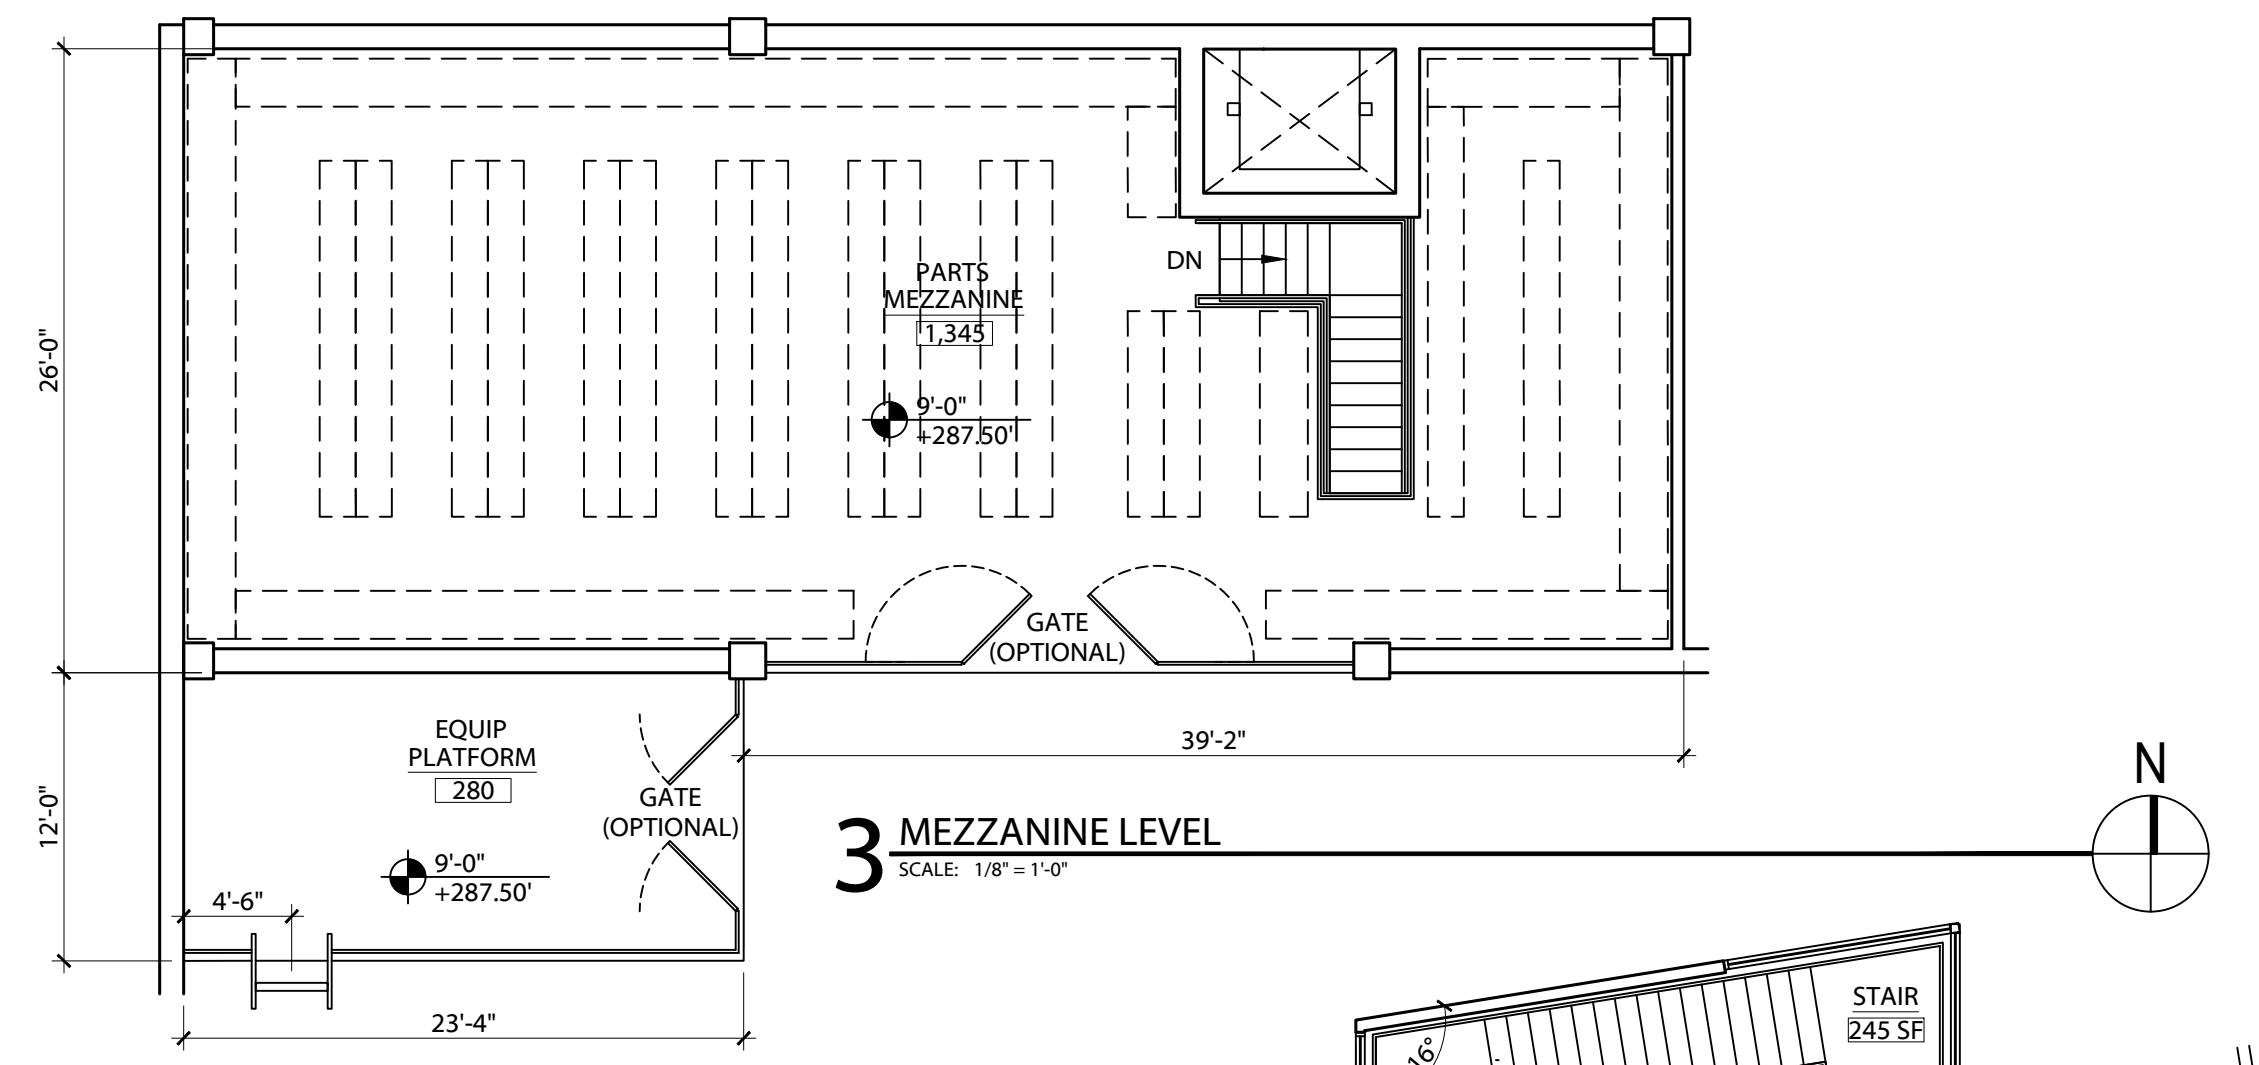 26'-0"
PARTS
MEZZANINE
1,345
DN
9'-0"
+287.50'
GATE
(OPTIONAL)
39'-2"
EQUIP
PLATFORM
280
GATE
(OPTIONAL)
12'-0"
9'-0"
+287.50'
4'-6"
23'-4"
3 MEZZANINE LEVEL
SCALE: 1/8" = 1'-0"
N
STAIR
245 SF
16°